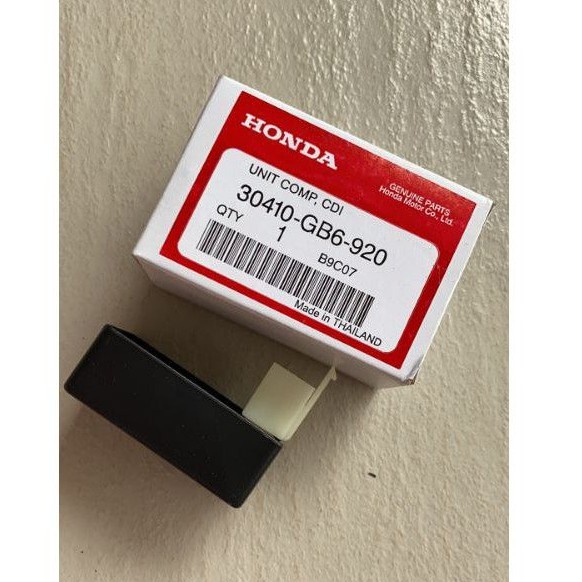 HONDA
GENUINE PARTS
Honda Motor Co., Ltd.
UNIT COMP, CDI
30410-GB6-920
QTY 1
B9C07
Made in THAILAND